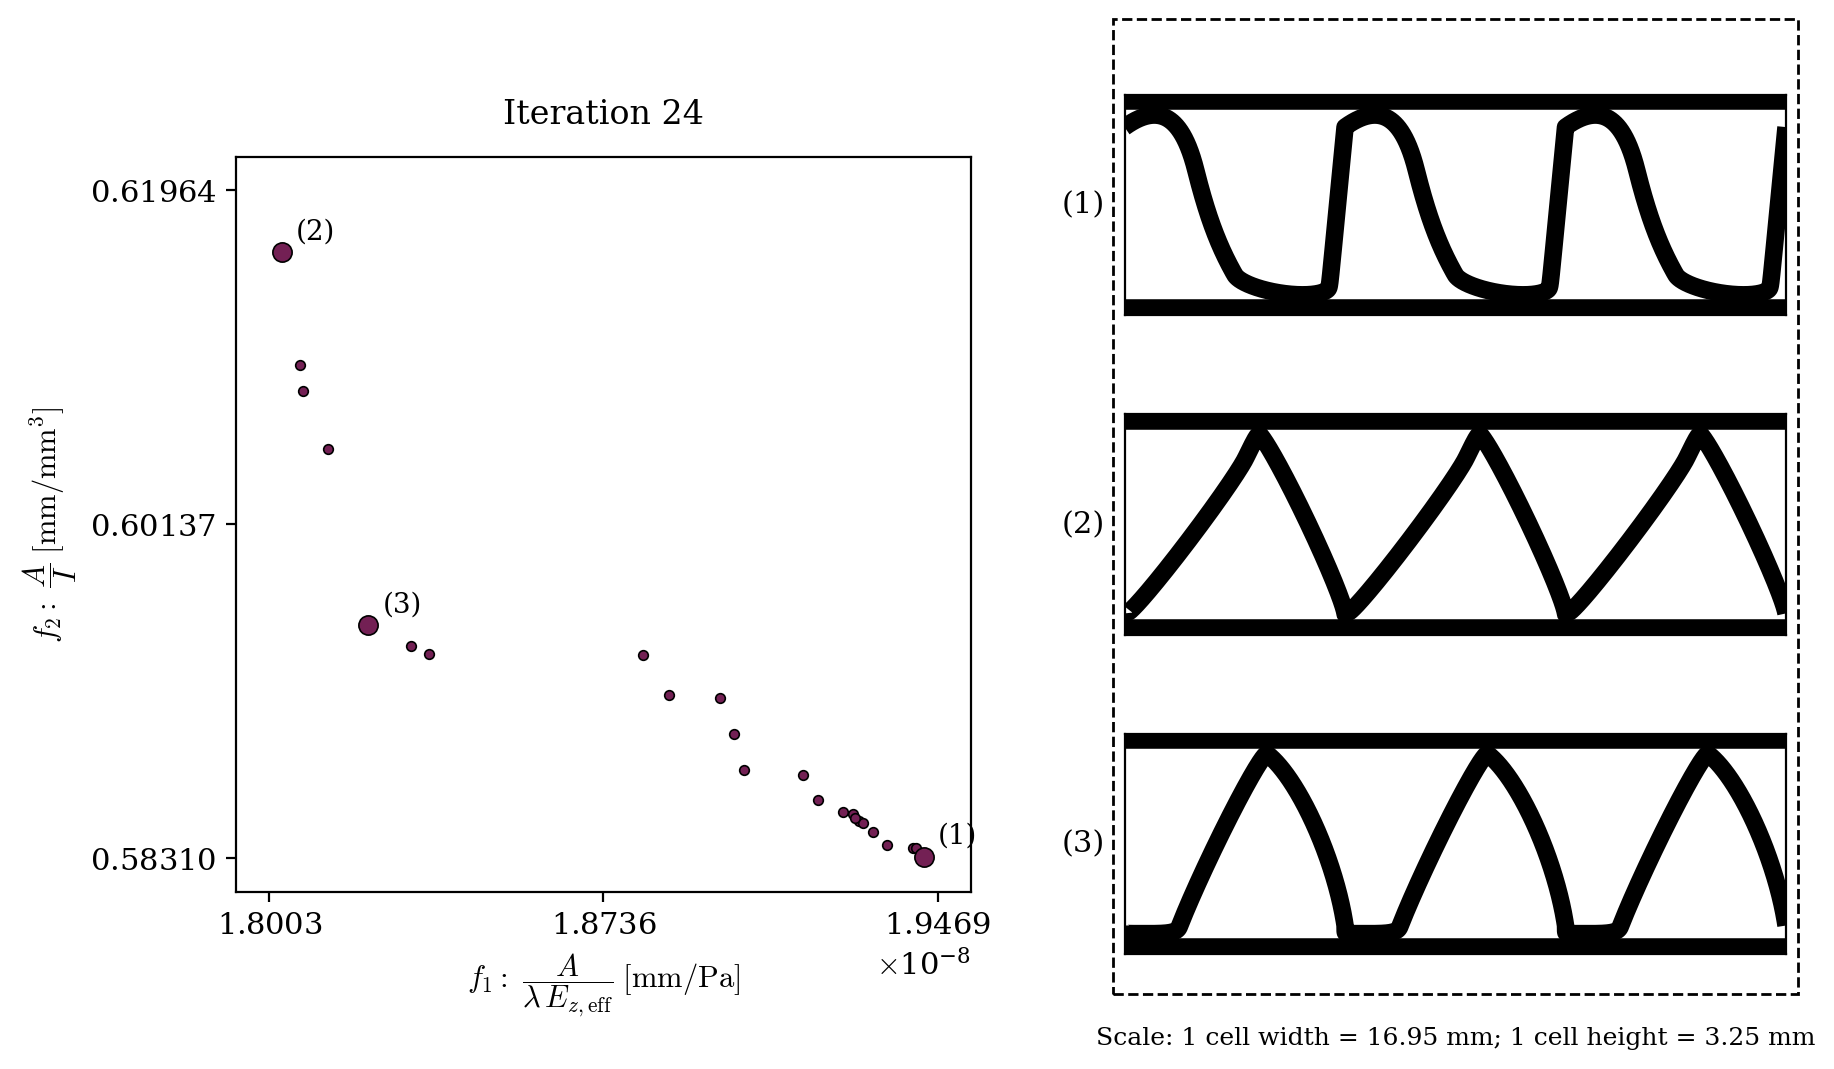 Iteration 24
0.61964
0.60137
0.58310
f₂ : A/I [mm/mm³]
(2)
(3)
(1)
1.8003 1.8736 1.9469
×10⁻⁸
f₁ : A/(λ E_z,eff) [mm/Pa]
(1)
(2)
(3)
Scale: 1 cell width = 16.95 mm; 1 cell height = 3.25 mm